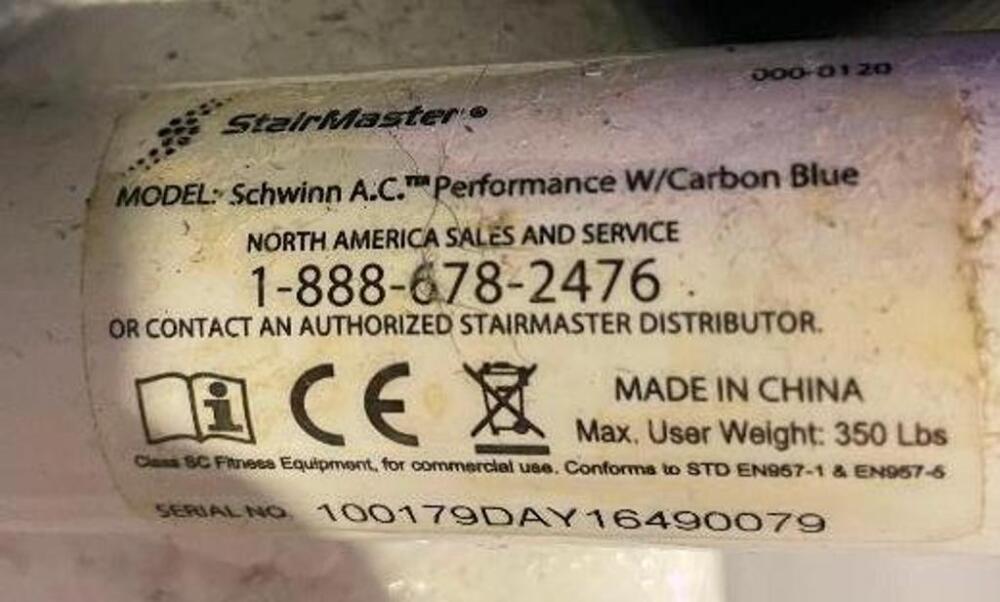 000-0120
StairMaster®
MODEL: Schwinn A.C.™ Performance W/Carbon Blue
NORTH AMERICA SALES AND SERVICE
1-888-678-2476
OR CONTACT AN AUTHORIZED STAIRMASTER DISTRIBUTOR.
CE
MADE IN CHINA
Max. User Weight: 350 Lbs
Class SC Fitness Equipment, for commercial use. Conforms to STD EN957-1 & EN957-5
SERIAL NO. 100179DAY16490079